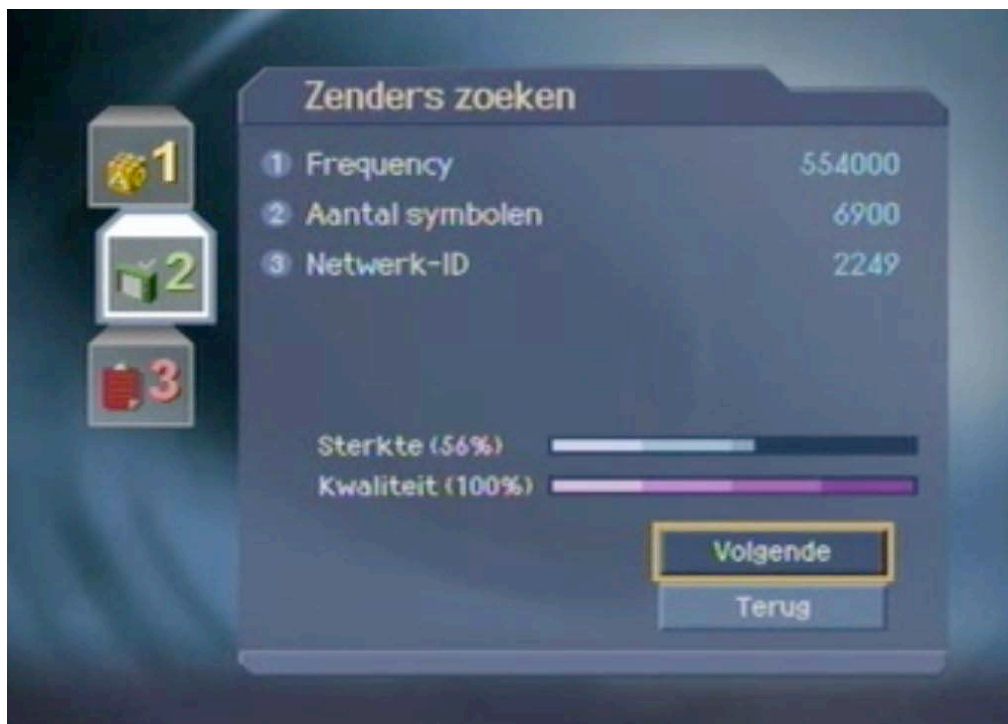 Zenders zoeken
1
1 Frequency 554000
2 Aantal symbolen 6900
2
3 Netwerk-ID 2249
3
Sterkte (56%)
Kwaliteit (100%)
Volgende
Terug